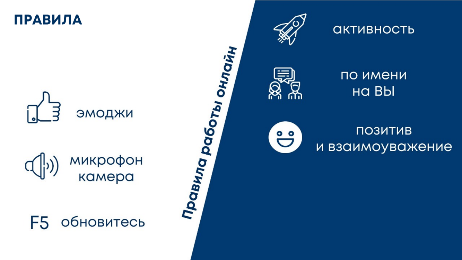 ПРАВИЛА
эмоджи
микрофон
камера
F5 обновитесь
Правила работы онлайн
активность
по имени
на ВЫ
позитив
и взаимоуважение